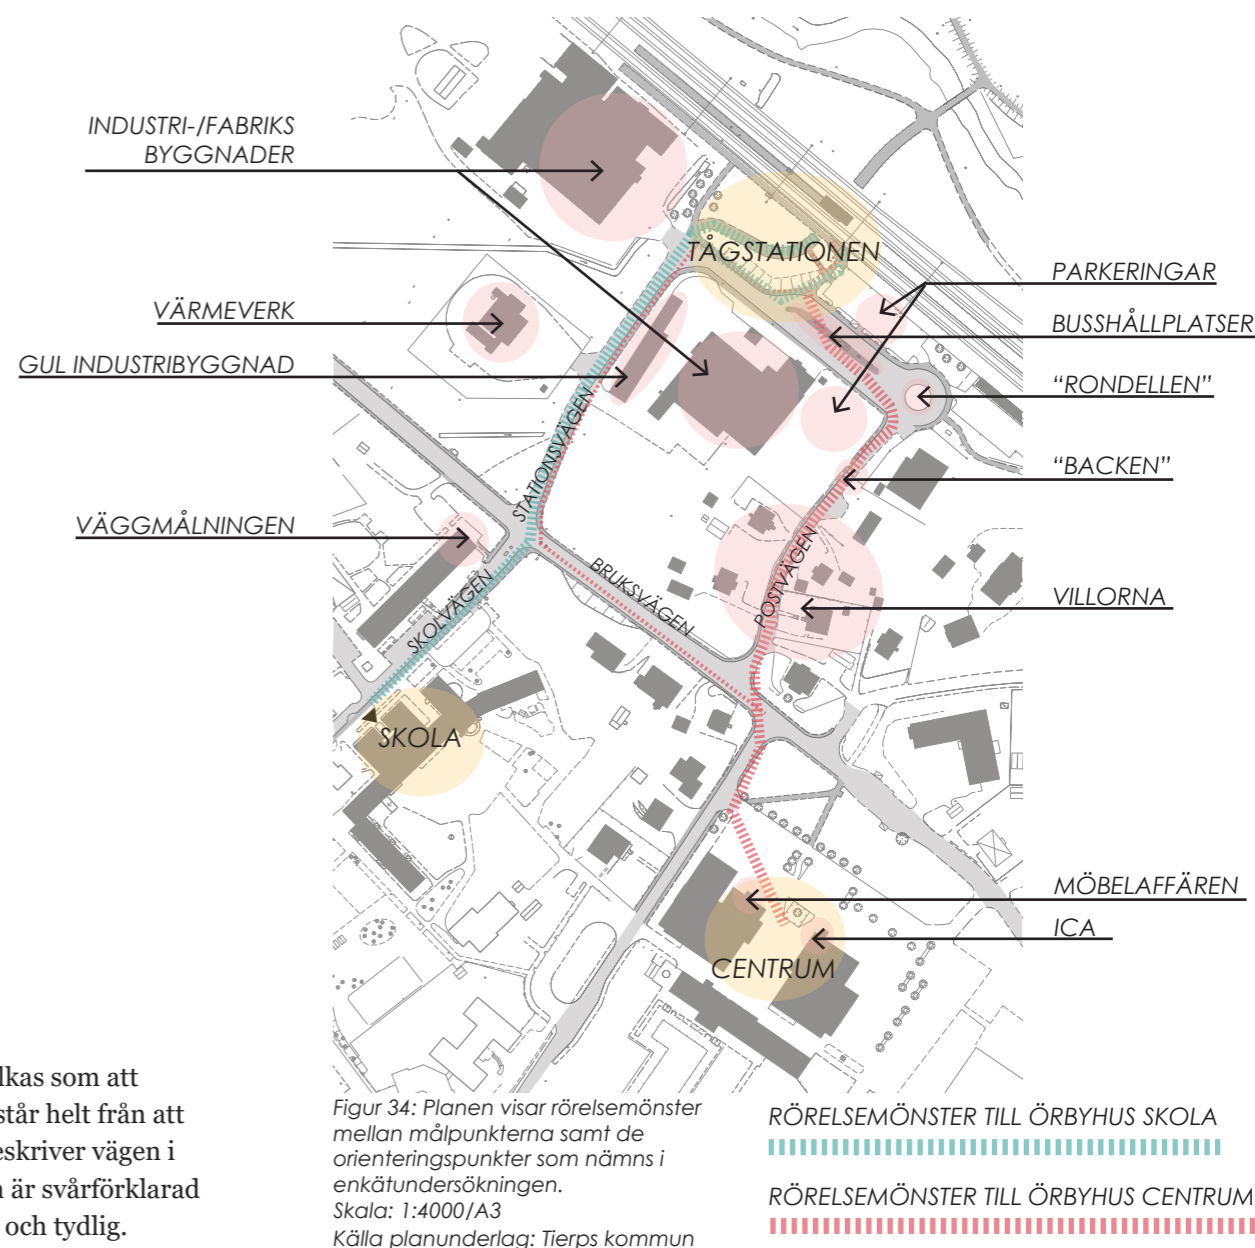 INDUSTRI-/FABRIKS
BYGGNADER
TÅGSTATIONEN
PARKERINGAR
VÄRMEVERK
BUSSHÅLLPLATSER
GUL INDUSTRIBYGGNAD
"RONDELLEN"
STATIONSVÄGEN
"BACKEN"
VÄGGMÅLNINGEN
SKOLVÄGEN
BRUKSVÄGEN
POSTVÄGEN
VILLORNA
SKOLA
MÖBELAFFÄREN
ICA
CENTRUM
lkas som att
står helt från att
eskriver vägen i
n är svårförklarad
och tydlig.
Figur 34: Planen visar rörelsemönster
mellan målpunkterna samt de
orienteringspunkter som nämns i
enkätundersökningen.
Skala: 1:4000/A3
Källa planunderlag: Tierps kommun
RÖRELSEMÖNSTER TILL ÖRBYHUS SKOLA
RÖRELSEMÖNSTER TILL ÖRBYHUS CENTRUM